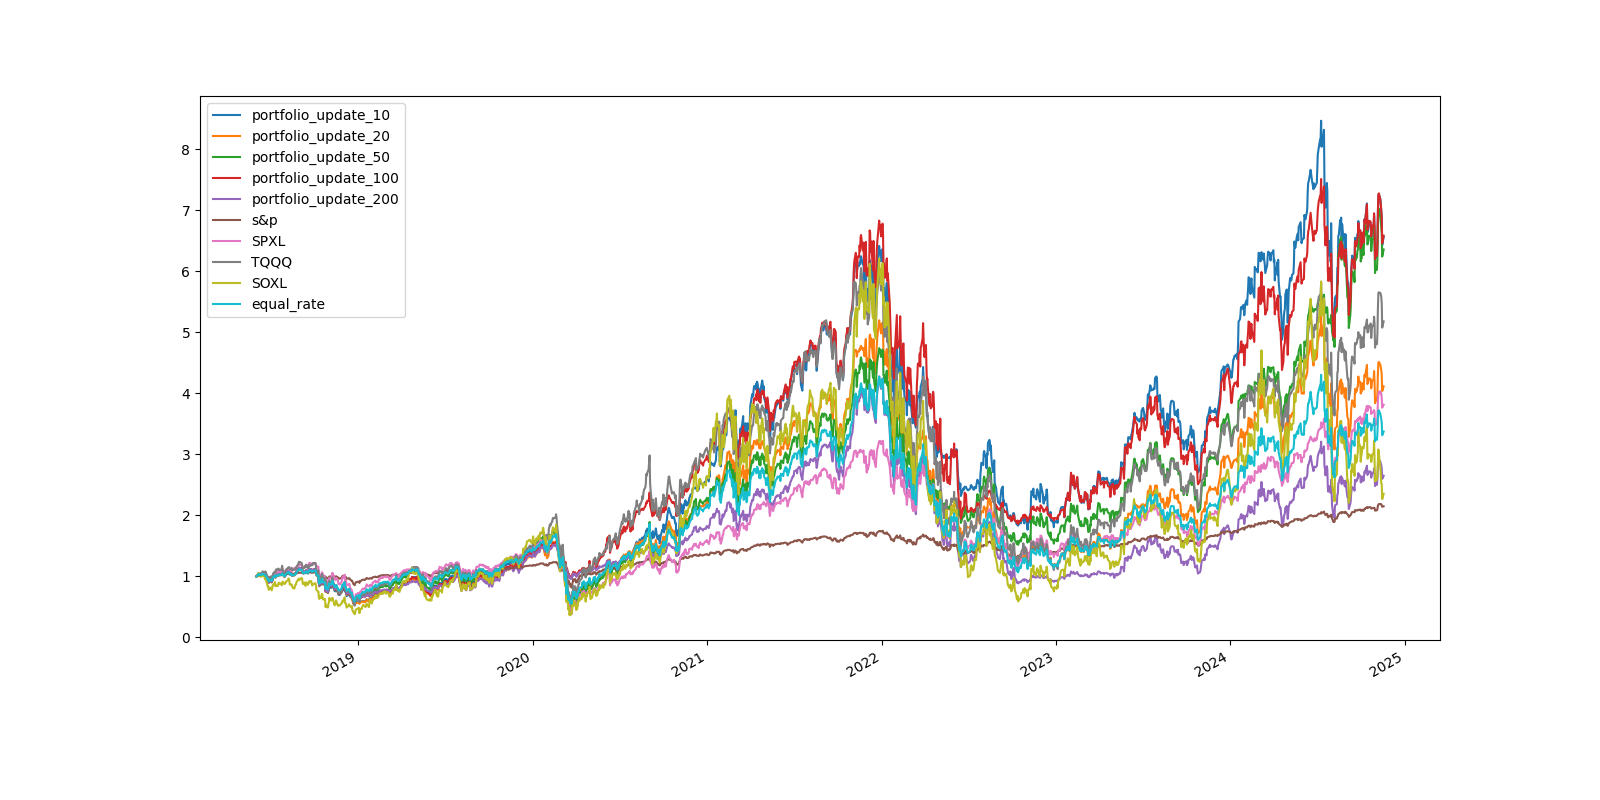 portfolio_update_10
portfolio_update_20
portfolio_update_50
portfolio_update_100
portfolio_update_200
s&p
SPXL
TQQQ
SOXL
equal_rate
8
7
6
5
4
3
2
1
0
2019
2020
2021
2022
2023
2024
2025